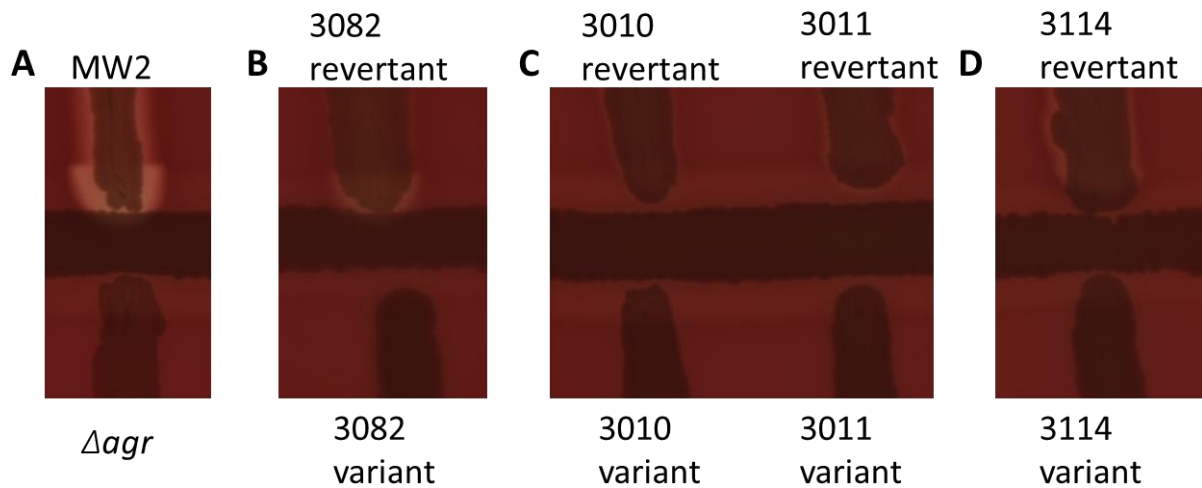 A
MW2
B
3082
revertant
C
3010
revertant
3011
revertant
D
3114
revertant
Δagr
3082
variant
3010
variant
3011
variant
3114
variant